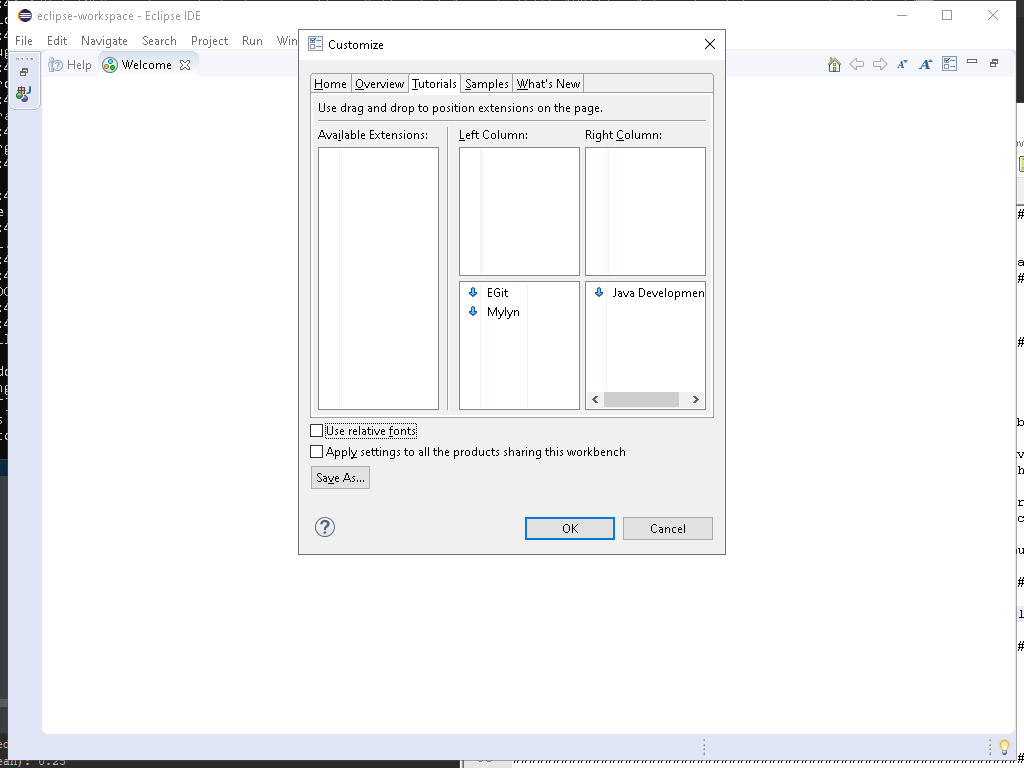 eclipse-workspace - Eclipse IDE
File Edit Navigate Search Project Run Win
Help Welcome
Customize
Home Overview Tutorials Samples What's New
Use drag and drop to position extensions on the page.
Available Extensions: Left Column: Right Column:
EGit
Mylyn
Java Developmen
Use relative fonts
Apply settings to all the products sharing this workbench
Save As...
OK Cancel